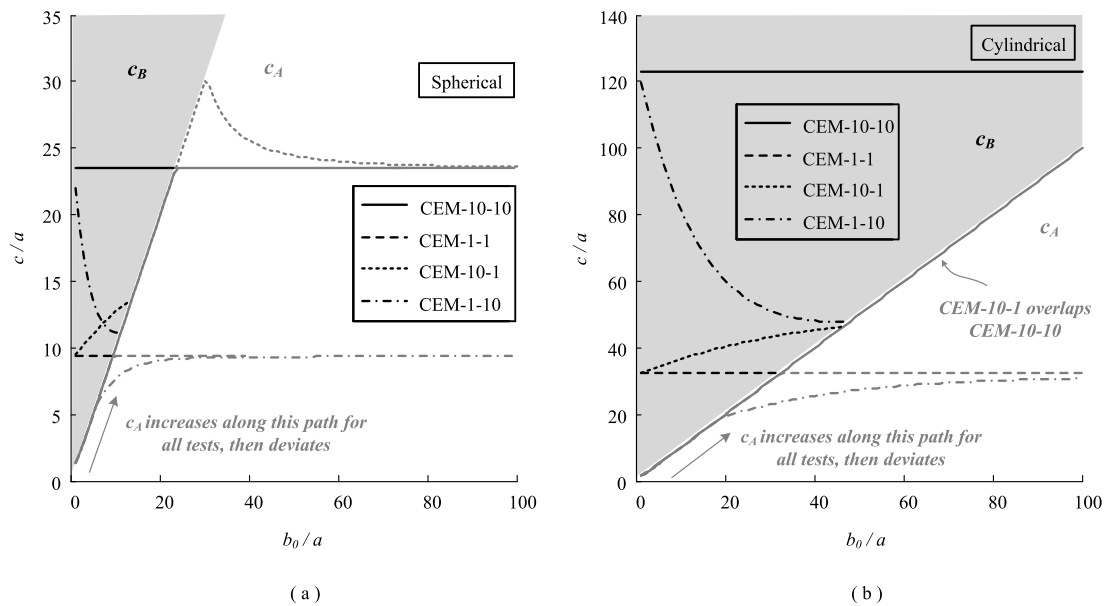 35
30
25
20
15
10
5
0
c / a
c_B
c_A
Spherical
CEM-10-10
CEM-1-1
CEM-10-1
CEM-1-10
c_A increases along this path for
all tests, then deviates
0 20 40 60 80 100
b_0 / a
( a )
140
120
100
80
60
40
20
0
c / a
Cylindrical
CEM-10-10
CEM-1-1
CEM-10-1
CEM-1-10
c_B
c_A
CEM-10-1 overlaps
CEM-10-10
c_A increases along this path for
all tests, then deviates
0 20 40 60 80 100
b_0 / a
( b )